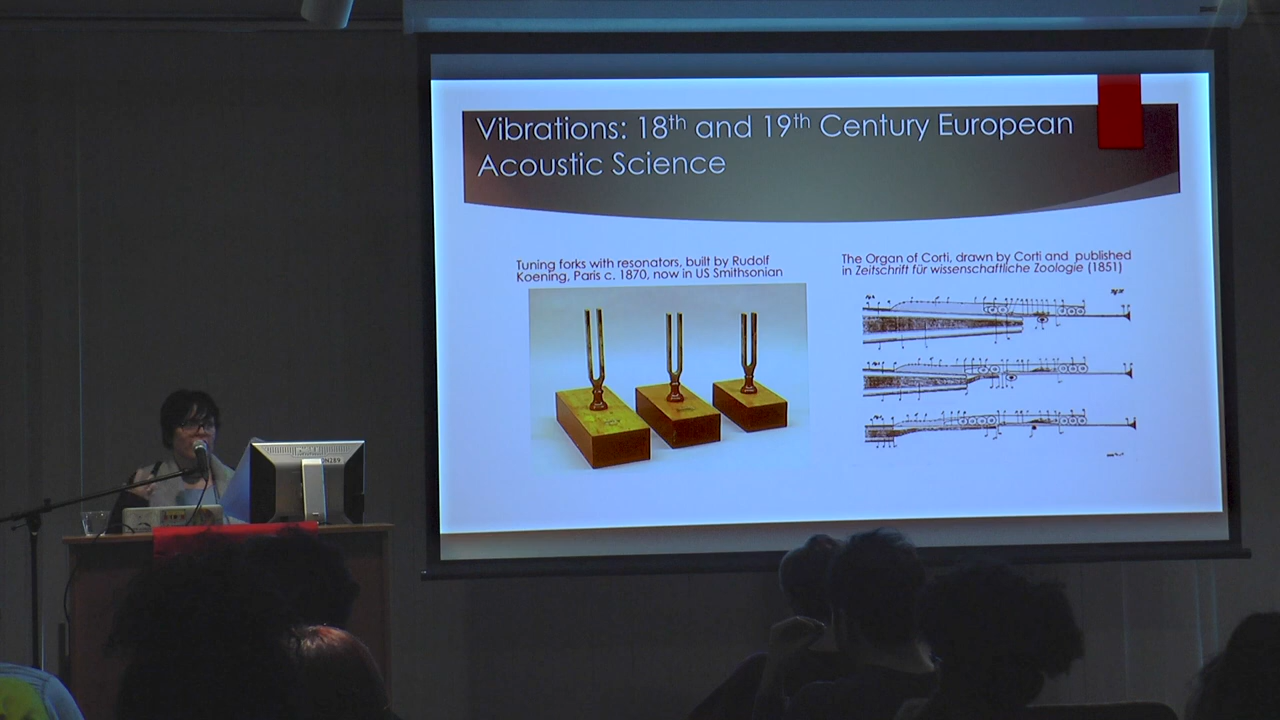 Vibrations: 18th and 19th Century European
Acoustic Science
Tuning forks with resonators, built by Rudolf
Koening, Paris c. 1870, now in US Smithsonian
The Organ of Corti, drawn by Corti and published
in Zeitschrift für wissenschaftliche Zoologie (1851)